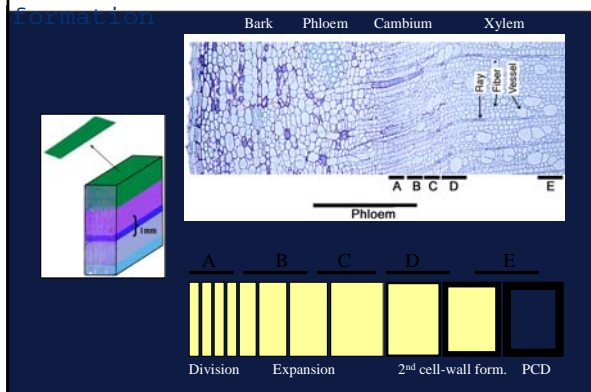 formation
Bark Phloem Cambium Xylem
Ray
Fiber
Vessel
A B C D E
Phloem
1mm
A B C D E
Division Expansion 2nd cell-wall form. PCD